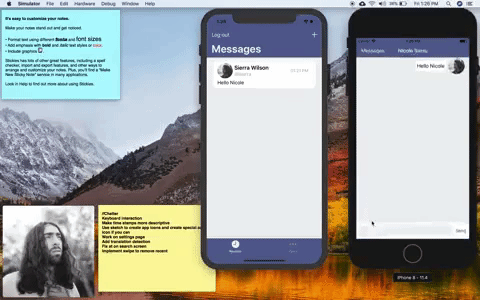 Simulator File Edit Hardware Debug Window Help
38% Fri 1:26 PM
It's easy to customize your notes.
Make your notes stand out and get noticed
• Format text using different fonts and font sizes
• Add emphasis with bold and italic text styles or color.
• Include graphics
Stickies has lots of other great features, including a spell
checker, import and export features, and other ways to
arrange and customize your notes. Plus, you'll find a "Make
New Sticky Note" service in many applications.
Look in Help to find out more about using Stickies.
Log out +
Messages
Sierra Wilson
Hello Nicole
Messages
Hello Nicole
Send
iPhone 8 - 11.4
Keyboard interaction
Make time stamps more descriptive
Use sketch to create app icons and create special ad
icon if you can
Work on settings page
Add translation detection
Fix ai on search screen
Implement swipe to remove recent